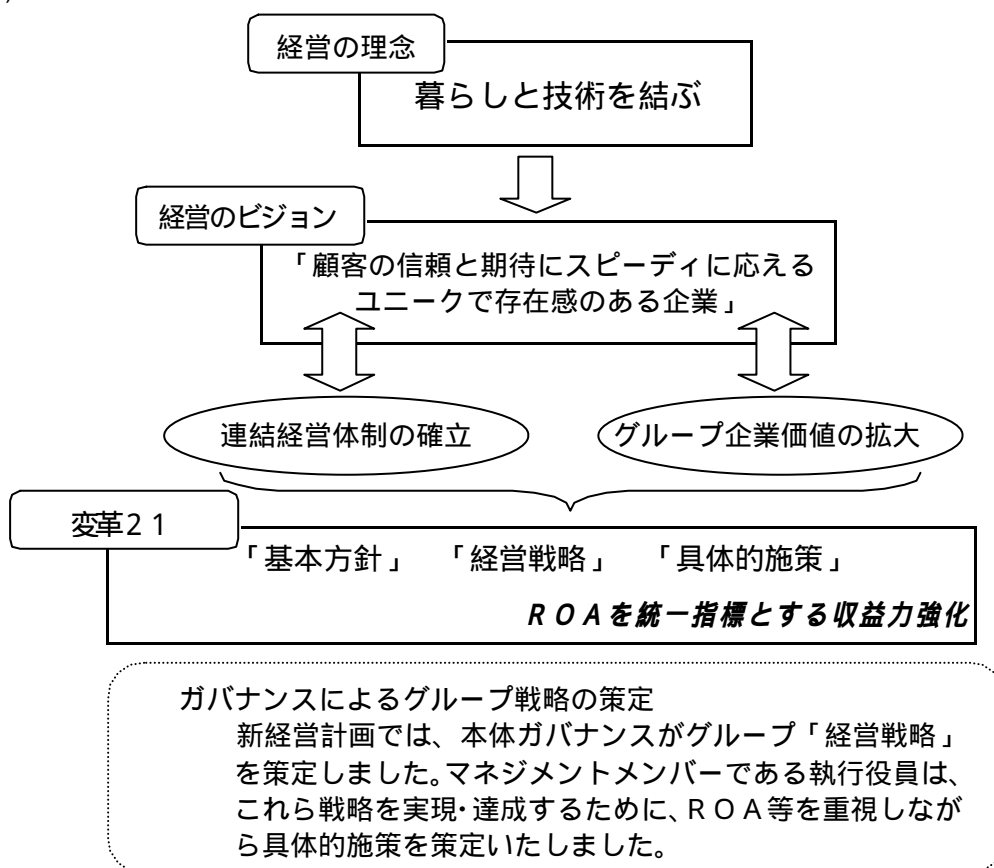 経営の理念
暮らしと技術を結ぶ
経営のビジョン
「顧客の信頼と期待にスピーディに応える
ユニークで存在感のある企業」
連結経営体制の確立
グループ企業価値の拡大
変革21
「基本方針」 「経営戦略」 「具体的施策」
ROAを統一指標とする収益力強化
ガバナンスによるグループ戦略の策定
新経営計画では、本体ガバナンスがグループ「経営戦略」
を策定しました。マネジメントメンバーである執行役員は、
これら戦略を実現・達成するために、ROA等を重視しなが
ら具体的施策を策定いたしました。